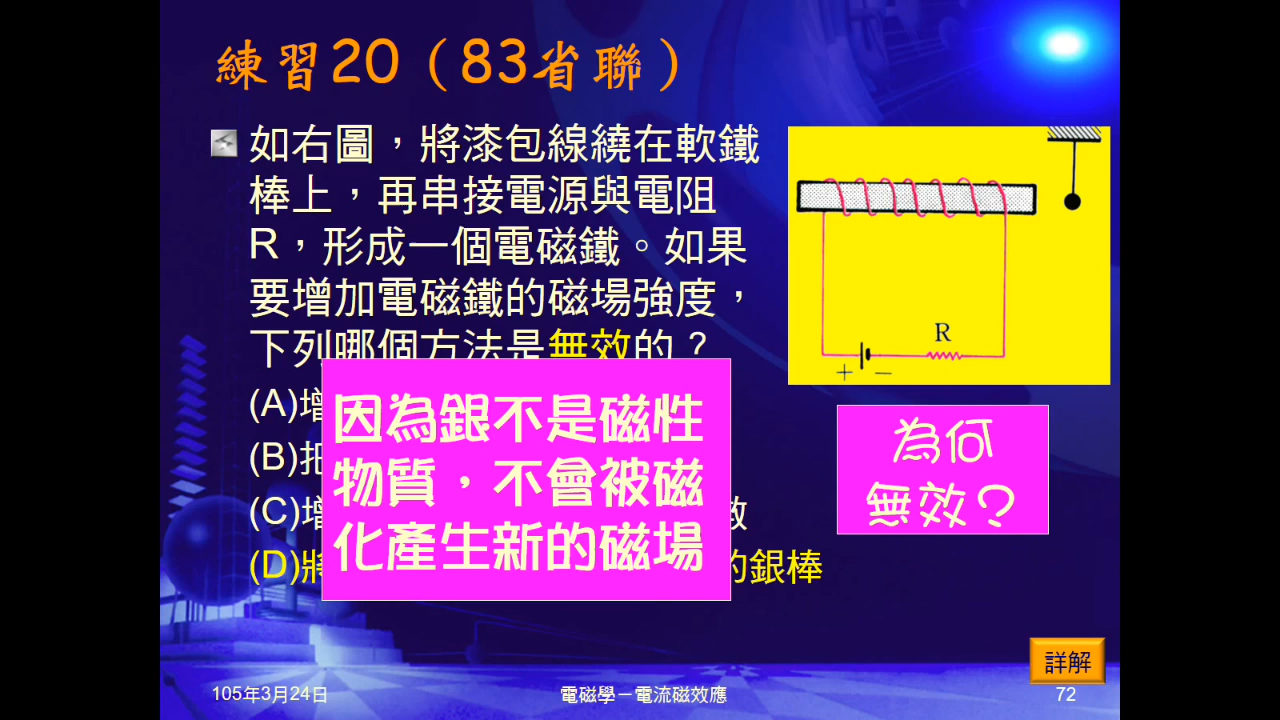 練習20（83省聯）
如右圖，將漆包線繞在軟鐵
棒上，再串接電源與電阻
R，形成一個電磁鐵。如果
要增加電磁鐵的磁場強度，
下列哪個方法是無效的？
(A)增
(B)把
(C)增 數
(D)將 的銀棒
因為銀不是磁性
物質，不會被磁
化產生新的磁場
R
+ −
為何
無效？
詳解
105年3月24日
電磁學－電流磁效應
72